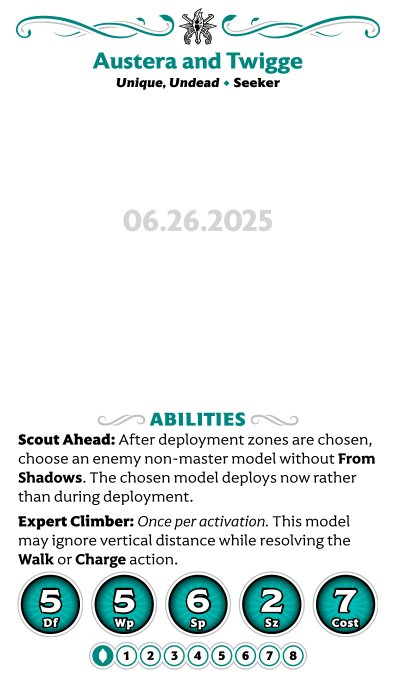 Austera and Twigge
Unique, Undead • Seeker
06.26.2025
ABILITIES
Scout Ahead: After deployment zones are chosen,
choose an enemy non-master model without From
Shadows. The chosen model deploys now rather
than during deployment.
Expert Climber: Once per activation. This model
may ignore vertical distance while resolving the
Walk or Charge action.
5 5 6 2 7
Df Wp Sp Sz Cost
1 2 3 4 5 6 7 8